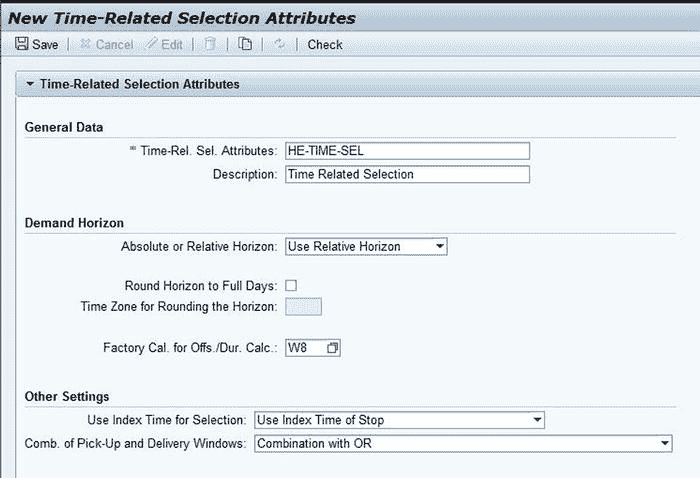 New Time-Related Selection Attributes
Save Cancel Edit Check
Time-Related Selection Attributes
General Data
* Time-Rel. Sel. Attributes: HE-TIME-SEL
Description: Time Related Selection
Demand Horizon
Absolute or Relative Horizon: Use Relative Horizon
Round Horizon to Full Days:
Time Zone for Rounding the Horizon:
Factory Cal. for Offs./Dur. Calc.: W8
Other Settings
Use Index Time for Selection: Use Index Time of Stop
Comb. of Pick-Up and Delivery Windows: Combination with OR